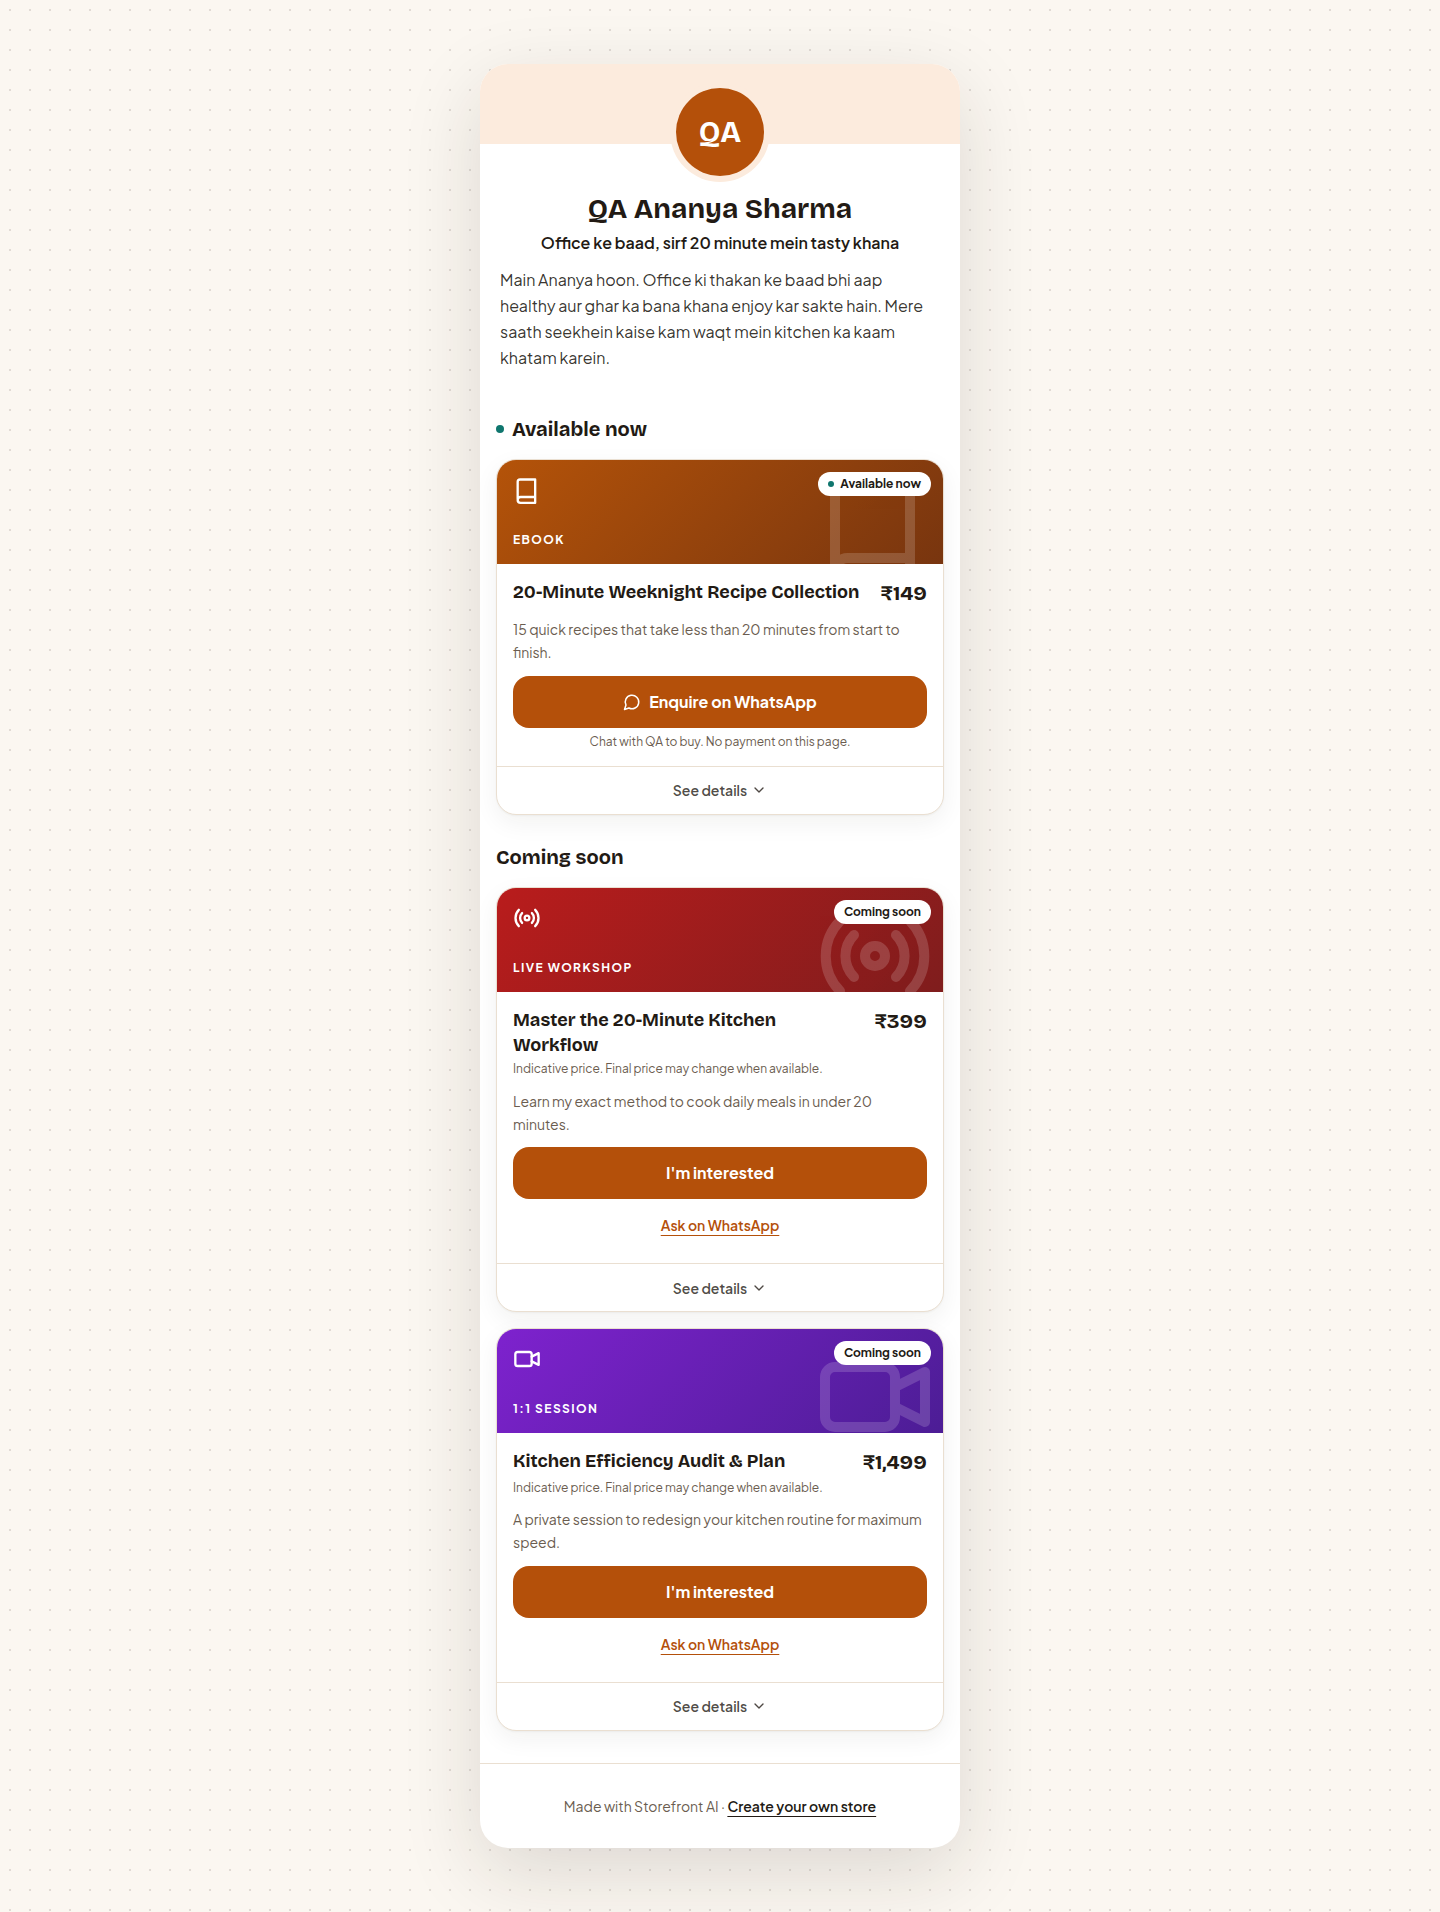 QA
QA Ananya Sharma
Office ke baad, sirf 20 minute mein tasty khana
Main Ananya hoon. Office ki thakan ke baad bhi aap
healthy aur ghar ka bana khana enjoy kar sakte hain. Mere
saath seekhein kaise kam waqt mein kitchen ka kaam
khatam karein.
Available now
Available now
EBOOK
20-Minute Weeknight Recipe Collection ₹149
15 quick recipes that take less than 20 minutes from start to
finish.
Enquire on WhatsApp
Chat with QA to buy. No payment on this page.
See details
Coming soon
Coming soon
LIVE WORKSHOP
Master the 20-Minute Kitchen ₹399
Workflow
Indicative price. Final price may change when available.
Learn my exact method to cook daily meals in under 20
minutes.
I'm interested
Ask on WhatsApp
See details
Coming soon
1:1 SESSION
Kitchen Efficiency Audit & Plan ₹1,499
Indicative price. Final price may change when available.
A private session to redesign your kitchen routine for maximum
speed.
I'm interested
Ask on WhatsApp
See details
Made with Storefront AI · Create your own store